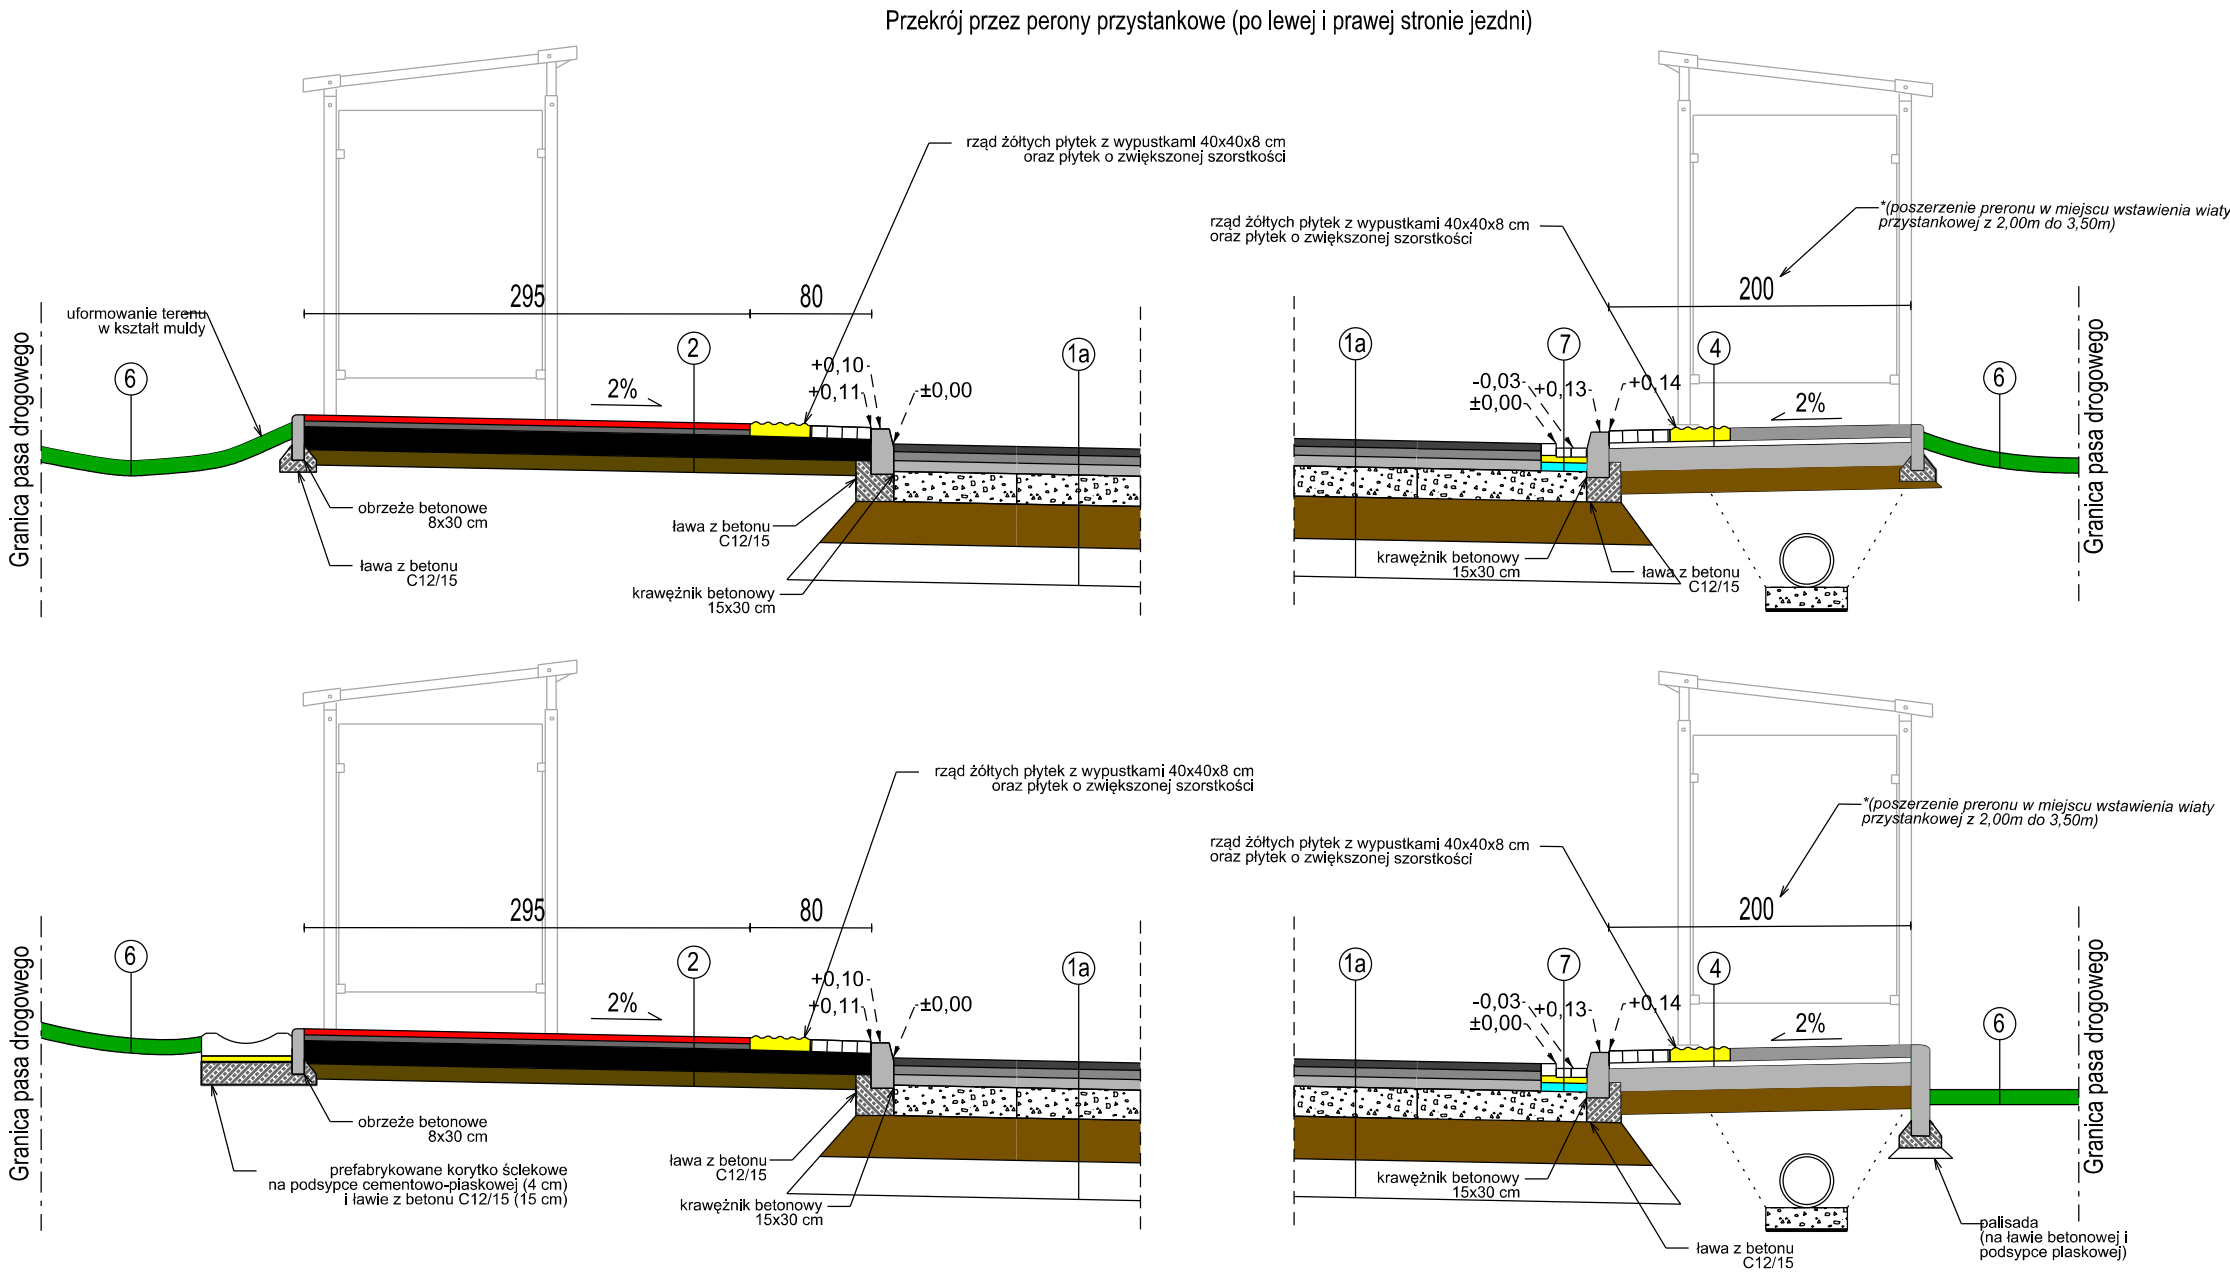 Przekrój przez perony przystankowe (po lewej i prawej stronie jezdni)
rząd żółtych płytek z wypustkami 40x40x8 cm
oraz płytek o zwiększonej szorstkości
295
80
uformowanie terenu
w kształt muldy
Granica pasa drogowego
6
2
1a
2%
+0,10
+0,11
±0,00
obrzeże betonowe
8x30 cm
ława z betonu
C12/15
ława z betonu
C12/15
krawężnik betonowy
15x30 cm
*(poszerzenie preronu w miejscu wstawienia wiaty
przystankowej z 2,00m do 3,50m)
rząd żółtych płytek z wypustkami 40x40x8 cm
oraz płytek o zwiększonej szorstkości
200
1a
7
4
6
-0,03
±0,00
+0,13
+0,14
2%
Granica pasa drogowego
krawężnik betonowy
15x30 cm
ława z betonu
C12/15
rząd żółtych płytek z wypustkami 40x40x8 cm
oraz płytek o zwiększonej szorstkości
295
80
Granica pasa drogowego
6
2
1a
2%
+0,10
+0,11
±0,00
obrzeże betonowe
8x30 cm
prefabrykowane korytko ściekowe
na podsypce cementowo-piaskowej (4 cm)
i ławie z betonu C12/15 (15 cm)
ława z betonu
C12/15
krawężnik betonowy
15x30 cm
*(poszerzenie preronu w miejscu wstawienia wiaty
przystankowej z 2,00m do 3,50m)
rząd żółtych płytek z wypustkami 40x40x8 cm
oraz płytek o zwiększonej szorstkości
200
1a
7
4
6
-0,03
±0,00
+0,13
+0,14
2%
Granica pasa drogowego
krawężnik betonowy
15x30 cm
ława z betonu
C12/15
palisada
(na ławie betonowej i
podsypce piaskowej)